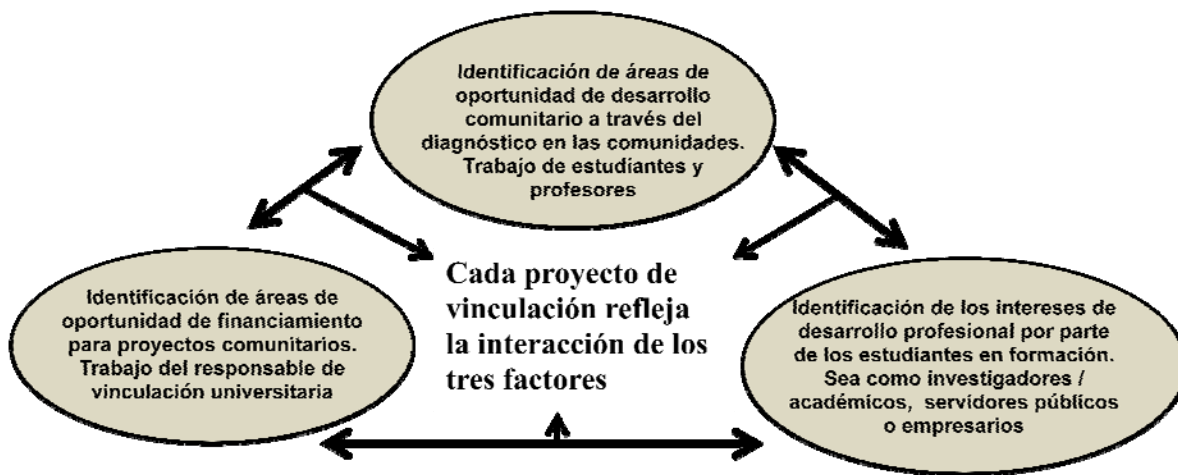 Identificación de áreas de
oportunidad de desarrollo
comunitario a través del
diagnóstico en las comunidades.
Trabajo de estudiantes y
profesores
Identificación de áreas de
oportunidad de financiamiento
para proyectos comunitarios.
Trabajo del responsable de
vinculación universitaria
Cada proyecto de
vinculación refleja
la interacción de los
tres factores
Identificación de los intereses de
desarrollo profesional por parte
de los estudiantes en formación.
Sea como investigadores /
académicos, servidores públicos
o empresarios